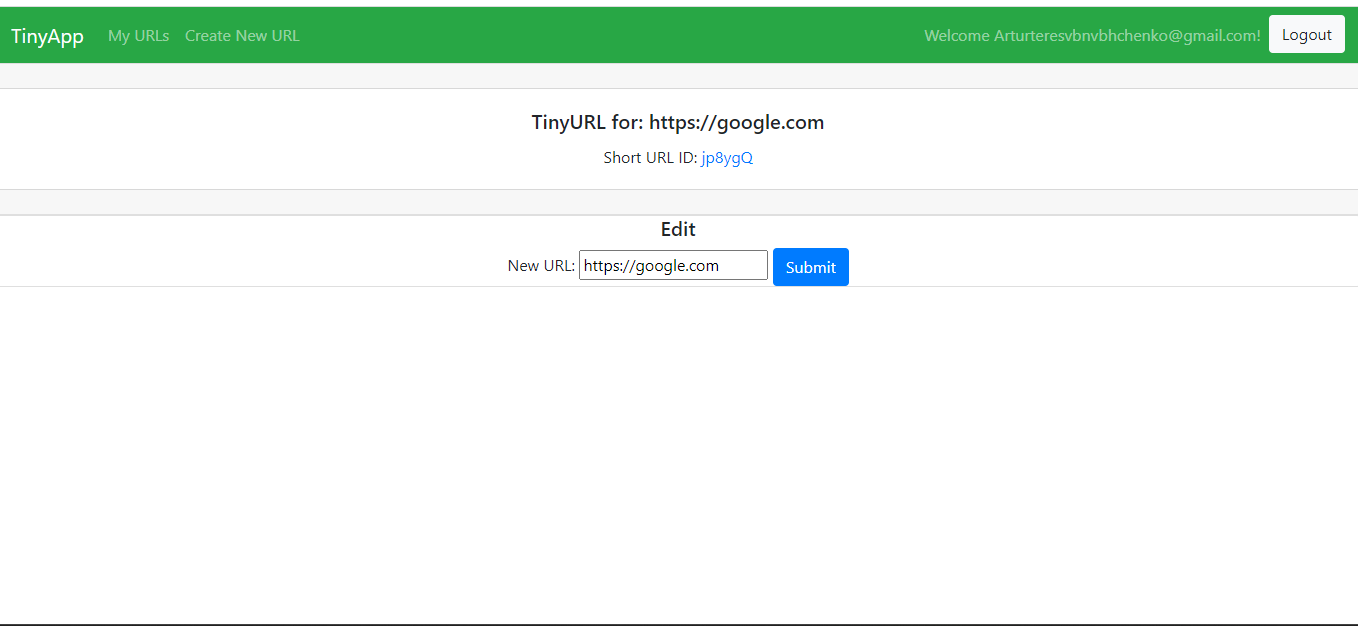 TinyApp My URLs Create New URL Welcome Arturteresvbnvbhchenko@gmail.com! Logout
TinyURL for: https://google.com
Short URL ID: jp8ygQ
Edit
New URL: https://google.com Submit